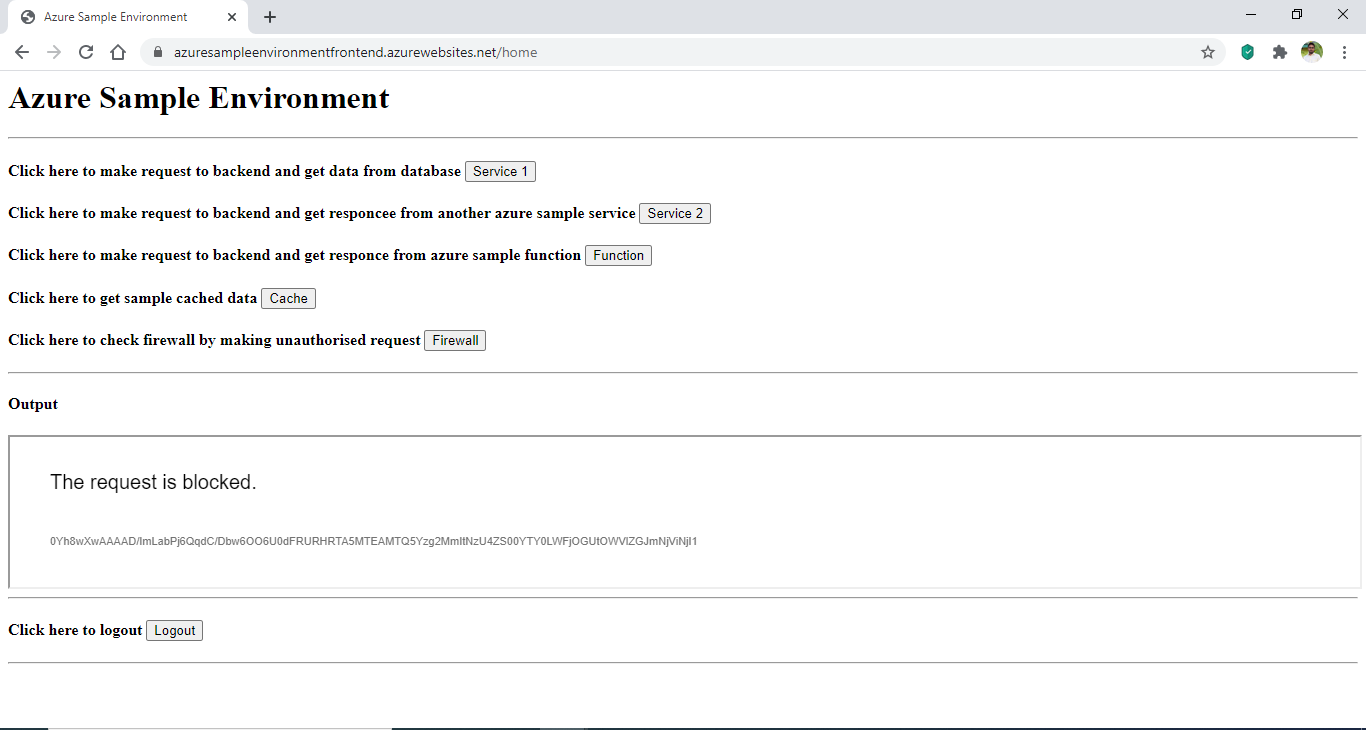 Azure Sample Environment
azuresampleenvironmentfrontend.azurewebsites.net/home
Azure Sample Environment
Click here to make request to backend and get data from database Service 1
Click here to make request to backend and get responcee from another azure sample service Service 2
Click here to make request to backend and get responce from azure sample function Function
Click here to get sample cached data Cache
Click here to check firewall by making unauthorised request Firewall
Output
The request is blocked.
Click here to logout Logout